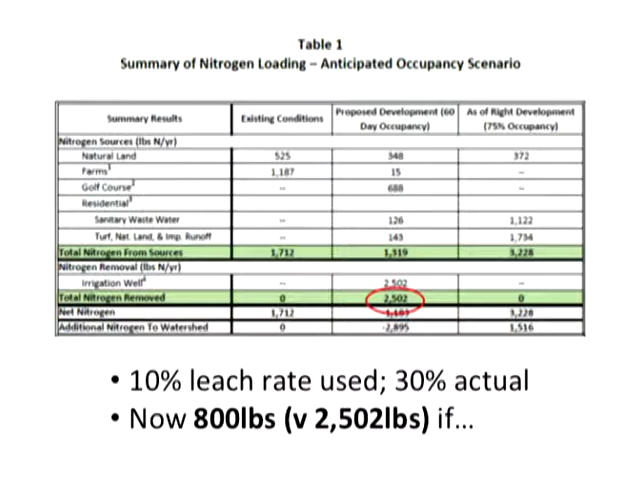 Table 1
Summary of Nitrogen Loading – Anticipated Occupancy Scenario
Summary Results Existing Conditions Proposed Development (60 Day Occupancy) As of Right Development (75% Occupancy)
Nitrogen Sources (lbs N/yr)
Natural Land 525 348 372
Farms¹ 1,187 15 --
Golf Course² -- 688 --
Residential³
Sanitary Waste Water -- 126 1,122
Turf, Nat. Land, & Imp. Runoff -- 143 1,734
Total Nitrogen From Sources 1,712 1,319 3,228
Nitrogen Removal (lbs N/yr)
Irrigation Well⁴ -- 2,502 --
Total Nitrogen Removed 0 2,502 0
Net Nitrogen 1,712 3,228
Additional Nitrogen To Watershed 0 -2,895 1,516
• 10% leach rate used; 30% actual
• Now 800lbs (v 2,502lbs) if...